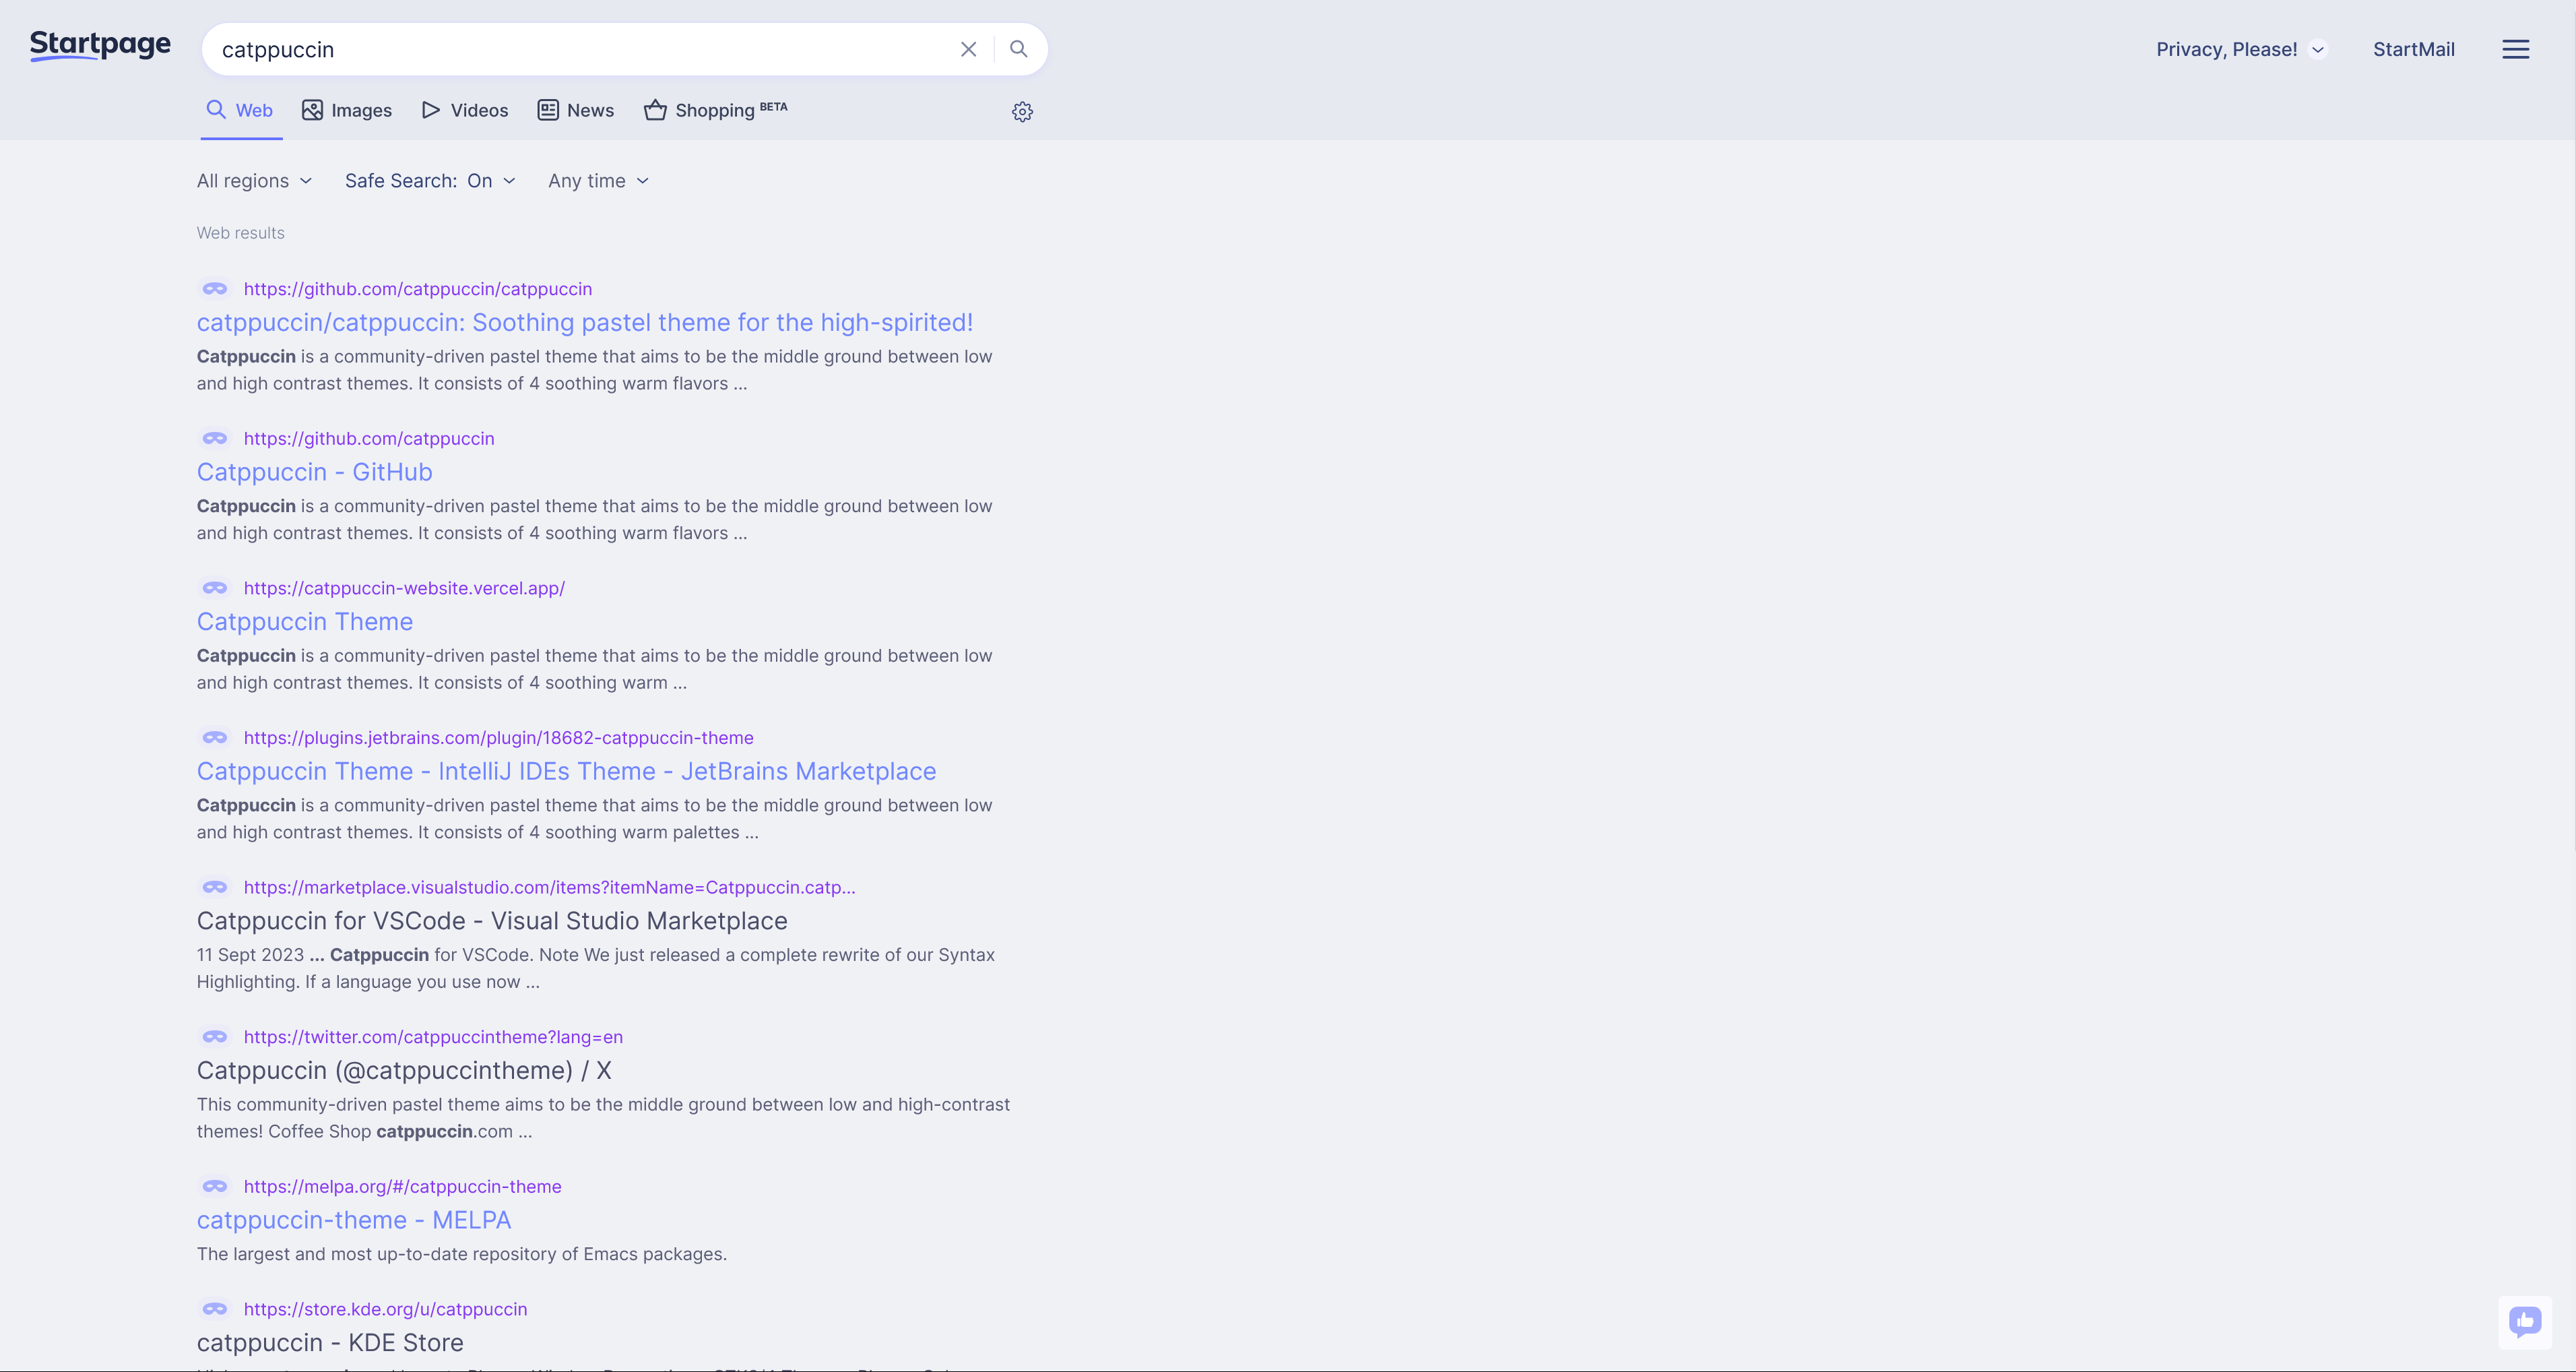 Startpage
catppuccin
Privacy, Please!
StartMail
Web
Images
Videos
News
Shopping BETA
All regions
Safe Search: On
Any time
Web results
https://github.com/catppuccin/catppuccin
catppuccin/catppuccin: Soothing pastel theme for the high-spirited!
Catppuccin is a community-driven pastel theme that aims to be the middle ground between low
and high contrast themes. It consists of 4 soothing warm flavors ...
https://github.com/catppuccin
Catppuccin - GitHub
Catppuccin is a community-driven pastel theme that aims to be the middle ground between low
and high contrast themes. It consists of 4 soothing warm flavors ...
https://catppuccin-website.vercel.app/
Catppuccin Theme
Catppuccin is a community-driven pastel theme that aims to be the middle ground between low
and high contrast themes. It consists of 4 soothing warm ...
https://plugins.jetbrains.com/plugin/18682-catppuccin-theme
Catppuccin Theme - IntelliJ IDEs Theme - JetBrains Marketplace
Catppuccin is a community-driven pastel theme that aims to be the middle ground between low
and high contrast themes. It consists of 4 soothing warm palettes ...
https://marketplace.visualstudio.com/items?itemName=Catppuccin.catp...
Catppuccin for VSCode - Visual Studio Marketplace
11 Sept 2023 ... Catppuccin for VSCode. Note We just released a complete rewrite of our Syntax
Highlighting. If a language you use now ...
https://twitter.com/catppuccintheme?lang=en
Catppuccin (@catppuccintheme) / X
This community-driven pastel theme aims to be the middle ground between low and high-contrast
themes! Coffee Shop catppuccin.com ...
https://melpa.org/#/catppuccin-theme
catppuccin-theme - MELPA
The largest and most up-to-date repository of Emacs packages.
https://store.kde.org/u/catppuccin
catppuccin - KDE Store